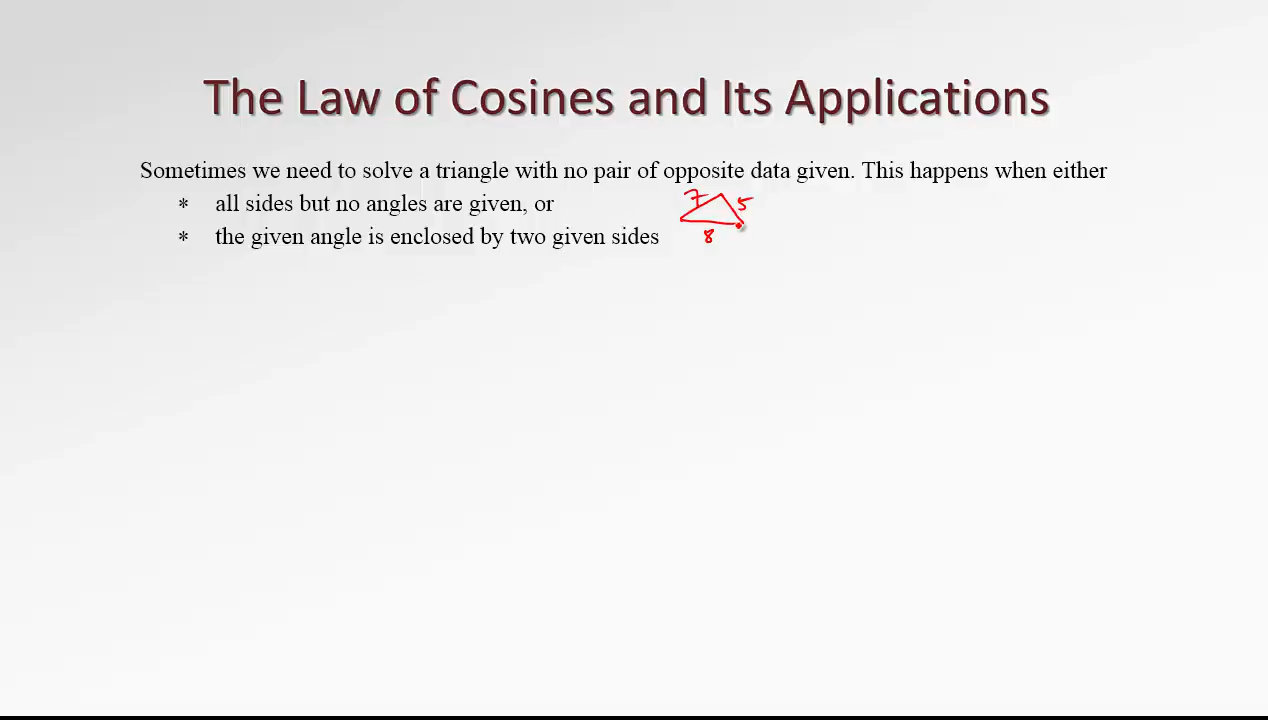 The Law of Cosines and Its Applications
Sometimes we need to solve a triangle with no pair of opposite data given. This happens when either
* all sides but no angles are given, or
7 5
* the given angle is enclosed by two given sides
8